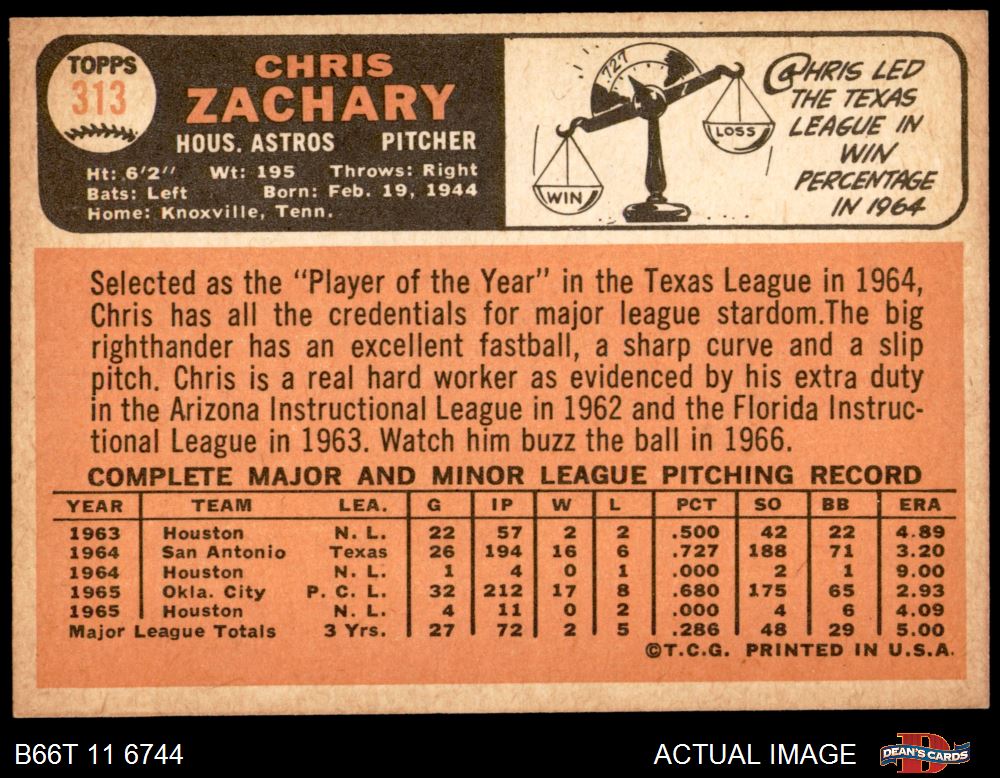 TOPPS
313
CHRIS
ZACHARY
HOUS. ASTROS PITCHER
Ht: 6'2" Wt: 195 Throws: Right
Bats: Left Born: Feb. 19, 1944
Home: Knoxville, Tenn.
.727
WIN
LOSS
CHRIS LED
THE TEXAS
LEAGUE IN
WIN
PERCENTAGE
IN 1964
Selected as the "Player of the Year" in the Texas League in 1964,
Chris has all the credentials for major league stardom.The big
righthander has an excellent fastball, a sharp curve and a slip
pitch. Chris is a real hard worker as evidenced by his extra duty
in the Arizona Instructional League in 1962 and the Florida Instruc-
tional League in 1963. Watch him buzz the ball in 1966.
COMPLETE MAJOR AND MINOR LEAGUE PITCHING RECORD
YEAR TEAM LEA. G IP W L PCT SO BB ERA
1963 Houston N. L. 22 57 2 2 .500 42 22 4.89
1964 San Antonio Texas 26 194 16 6 .727 188 71 3.20
1964 Houston N. L. 1 4 0 1 .000 2 1 9.00
1965 Okla. City P. C. L. 32 212 17 8 .680 175 65 2.93
1965 Houston N. L. 4 11 0 2 .000 4 6 4.09
Major League Totals 3 Yrs. 27 72 2 5 .286 48 29 5.00
©T.C.G. PRINTED IN U.S.A.
B66T 11 6744
ACTUAL IMAGE
DEAN'S CARDS